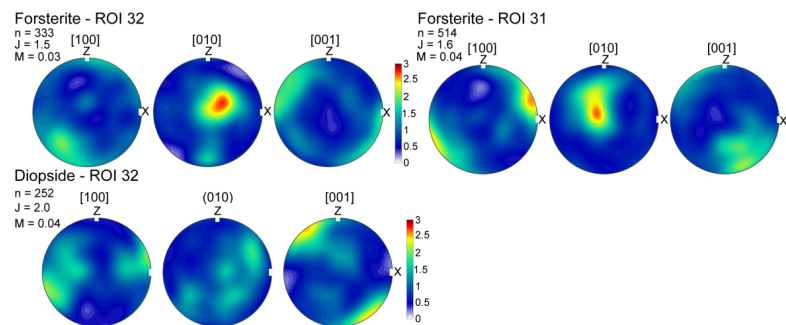 Forsterite - ROI 32
n = 333
J = 1.5
M = 0.03
[100] [010] [001]
Z Z Z
X
3
2.5
2
1.5
1
0.5
0
Forsterite - ROI 31
n = 514
J = 1.6
M = 0.04
[100] [010] [001]
Z Z Z
X X
Diopside - ROI 32
n = 252
J = 2.0
M = 0.04
[100] (010) [001]
Z Z Z
X
3
2.5
2
1.5
1
0.5
0